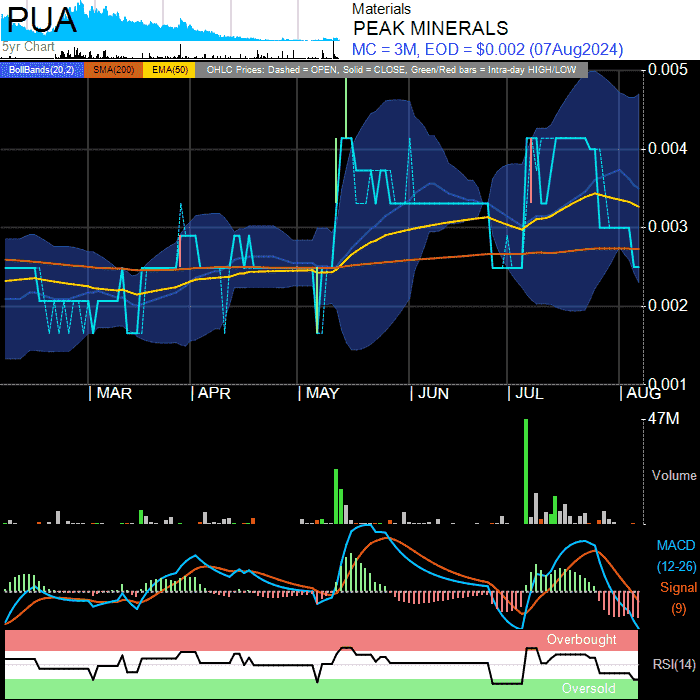 PUA
5yr Chart
Materials
PEAK MINERALS
MC = 3M, EOD = $0.002 (07Aug2024)
BollBands(20,2) SMA(200) EMA(50) OHLC Prices: Dashed = OPEN, Solid = CLOSE, Green/Red bars = Intra-day HIGH/LOW
0.005
0.004
0.003
0.002
0.001
| MAR | APR | MAY | JUN | JUL | AUG
47M
Volume
MACD
(12-26)
Signal
(9)
Overbought
RSI(14)
Oversold